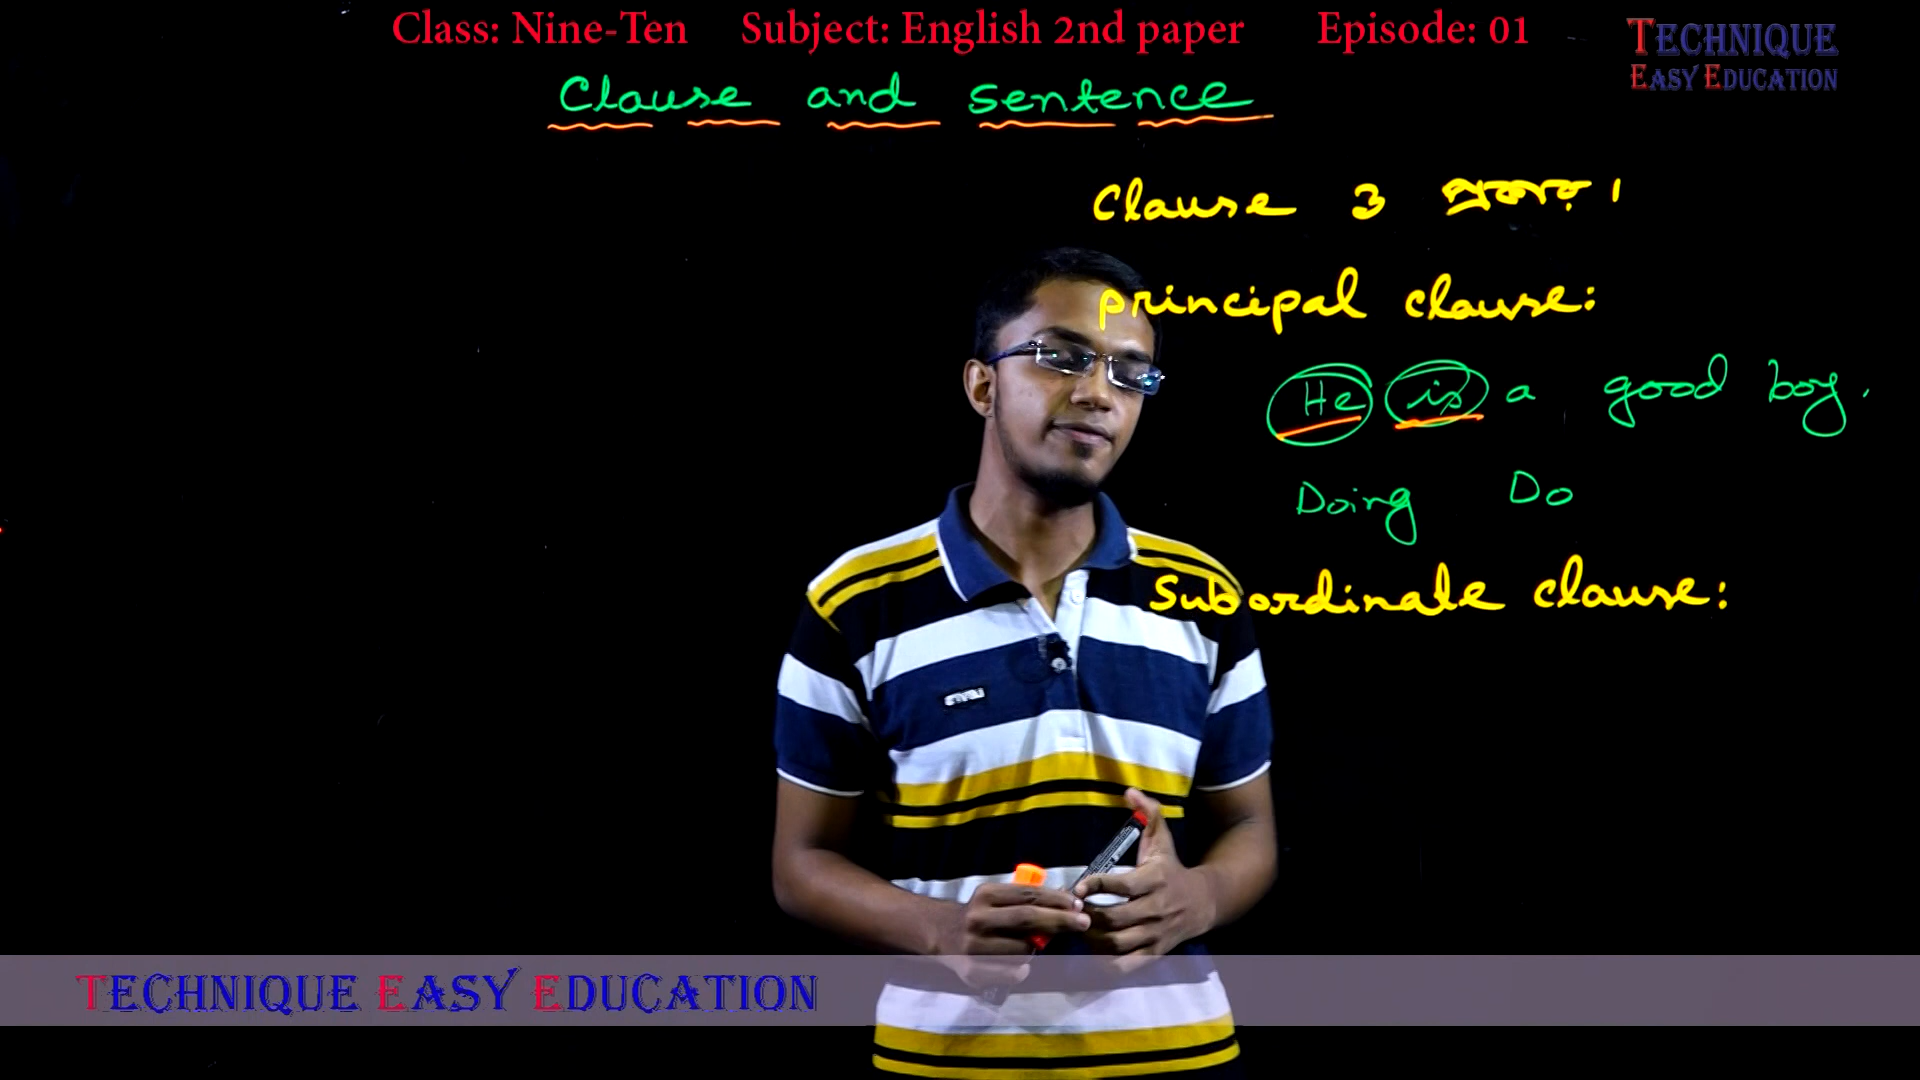 Class: Nine-Ten Subject: English 2nd paper Episode: 01
TECHNIQUE
EASY EDUCATION
Clause and sentence
Clause 3 প্রকার।
principal clause:
He is a good boy.
Doing Do
Subordinate clause:
TECHNIQUE EASY EDUCATION